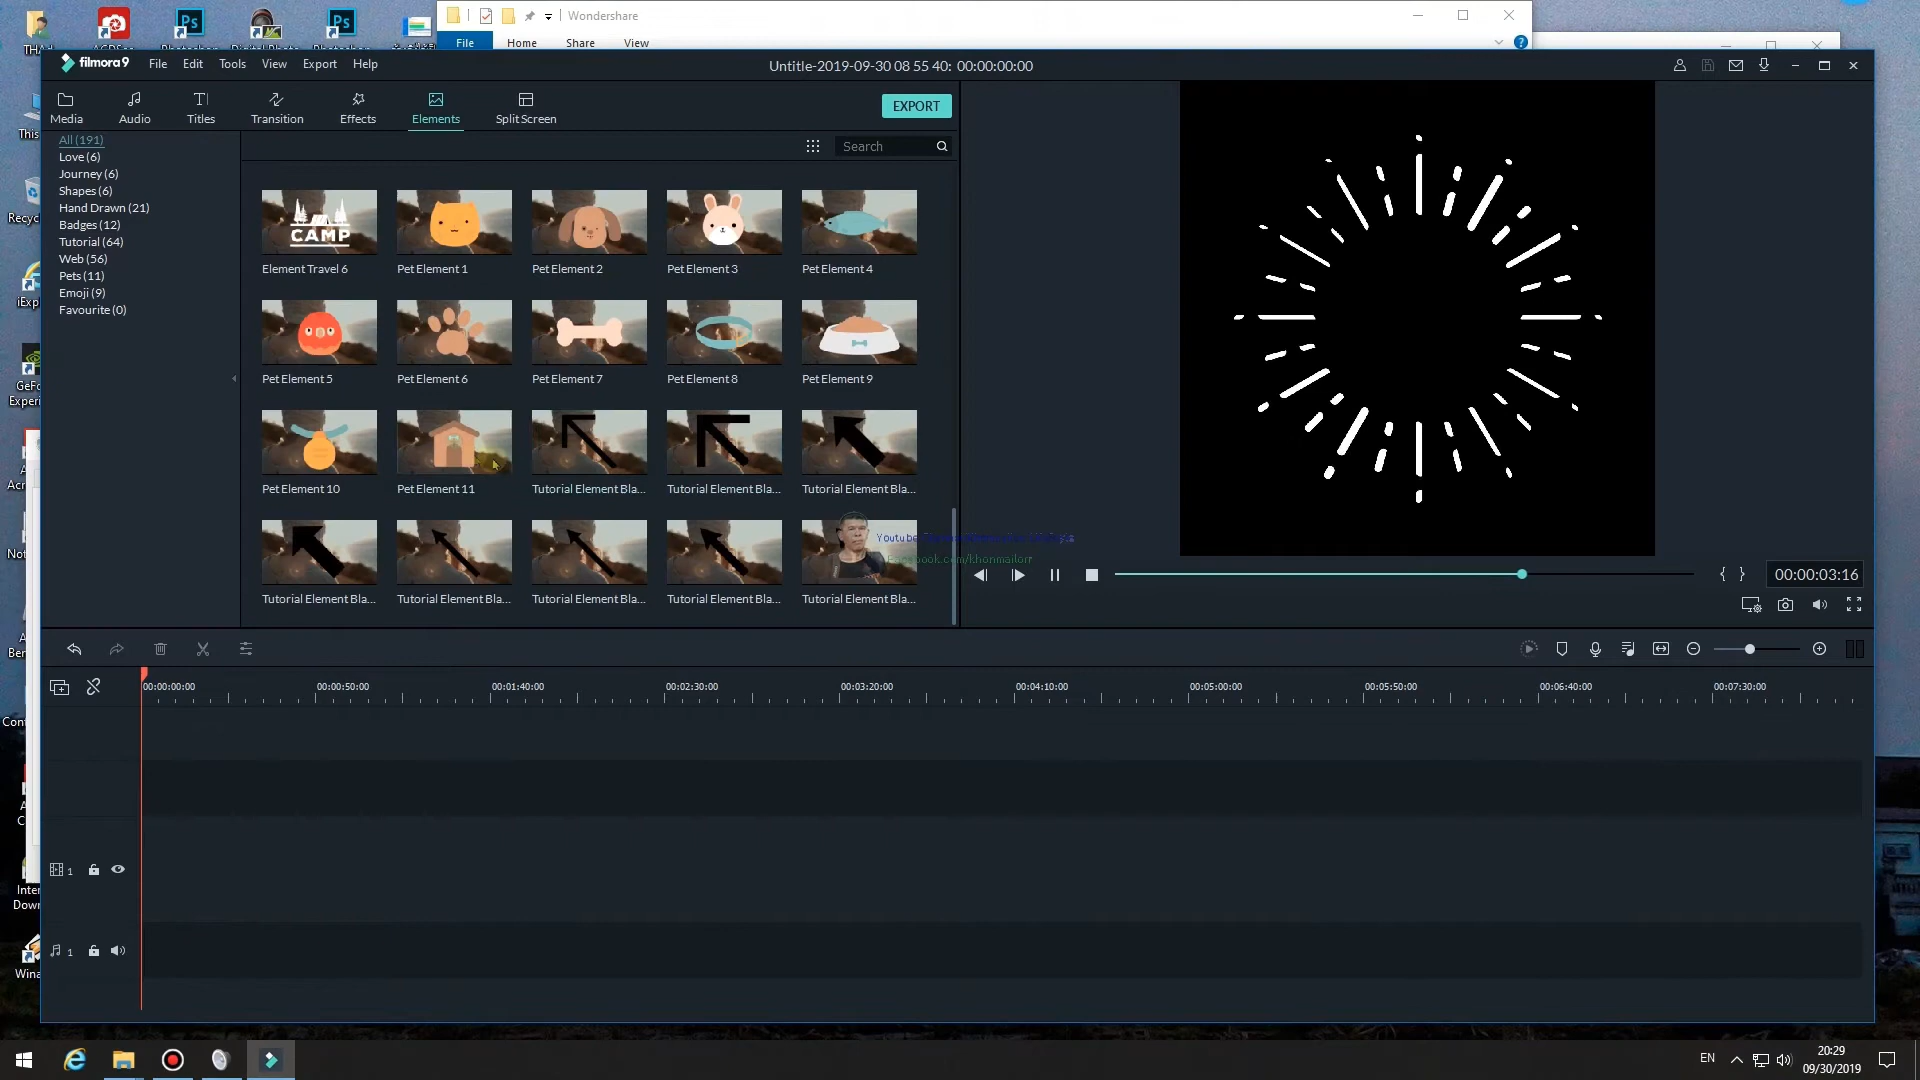 Wondershare
File Home Share View
filmora9 File Edit Tools View Export Help
Untitle-2019-09-30 08 55 40: 00:00:00:00
Media Audio Titles Transition Effects Elements Split Screen
EXPORT
Search
All (191)
Love (6)
Journey (6)
Shapes (6)
Hand Drawn (21)
Badges (12)
Tutorial (64)
Web (56)
Pets (11)
Emoji (9)
Favourite (0)
CAMP
Element Travel 6 Pet Element 1 Pet Element 2 Pet Element 3 Pet Element 4
Pet Element 5 Pet Element 6 Pet Element 7 Pet Element 8 Pet Element 9
Pet Element 10 Pet Element 11 Tutorial Element Bla... Tutorial Element Bla... Tutorial Element Bla...
Tutorial Element Bla... Tutorial Element Bla... Tutorial Element Bla... Tutorial Element Bla... Tutorial Element Bla...
Facebook.com/khonmailorr
{ } 00:00:03:16
00:00:00:00 00:00:50:00 00:01:40:00 00:02:30:00 00:03:20:00 00:04:10:00 00:05:00:00 00:05:50:00 00:06:40:00 00:07:30:00
1
1
EN
20:29
09/30/2019